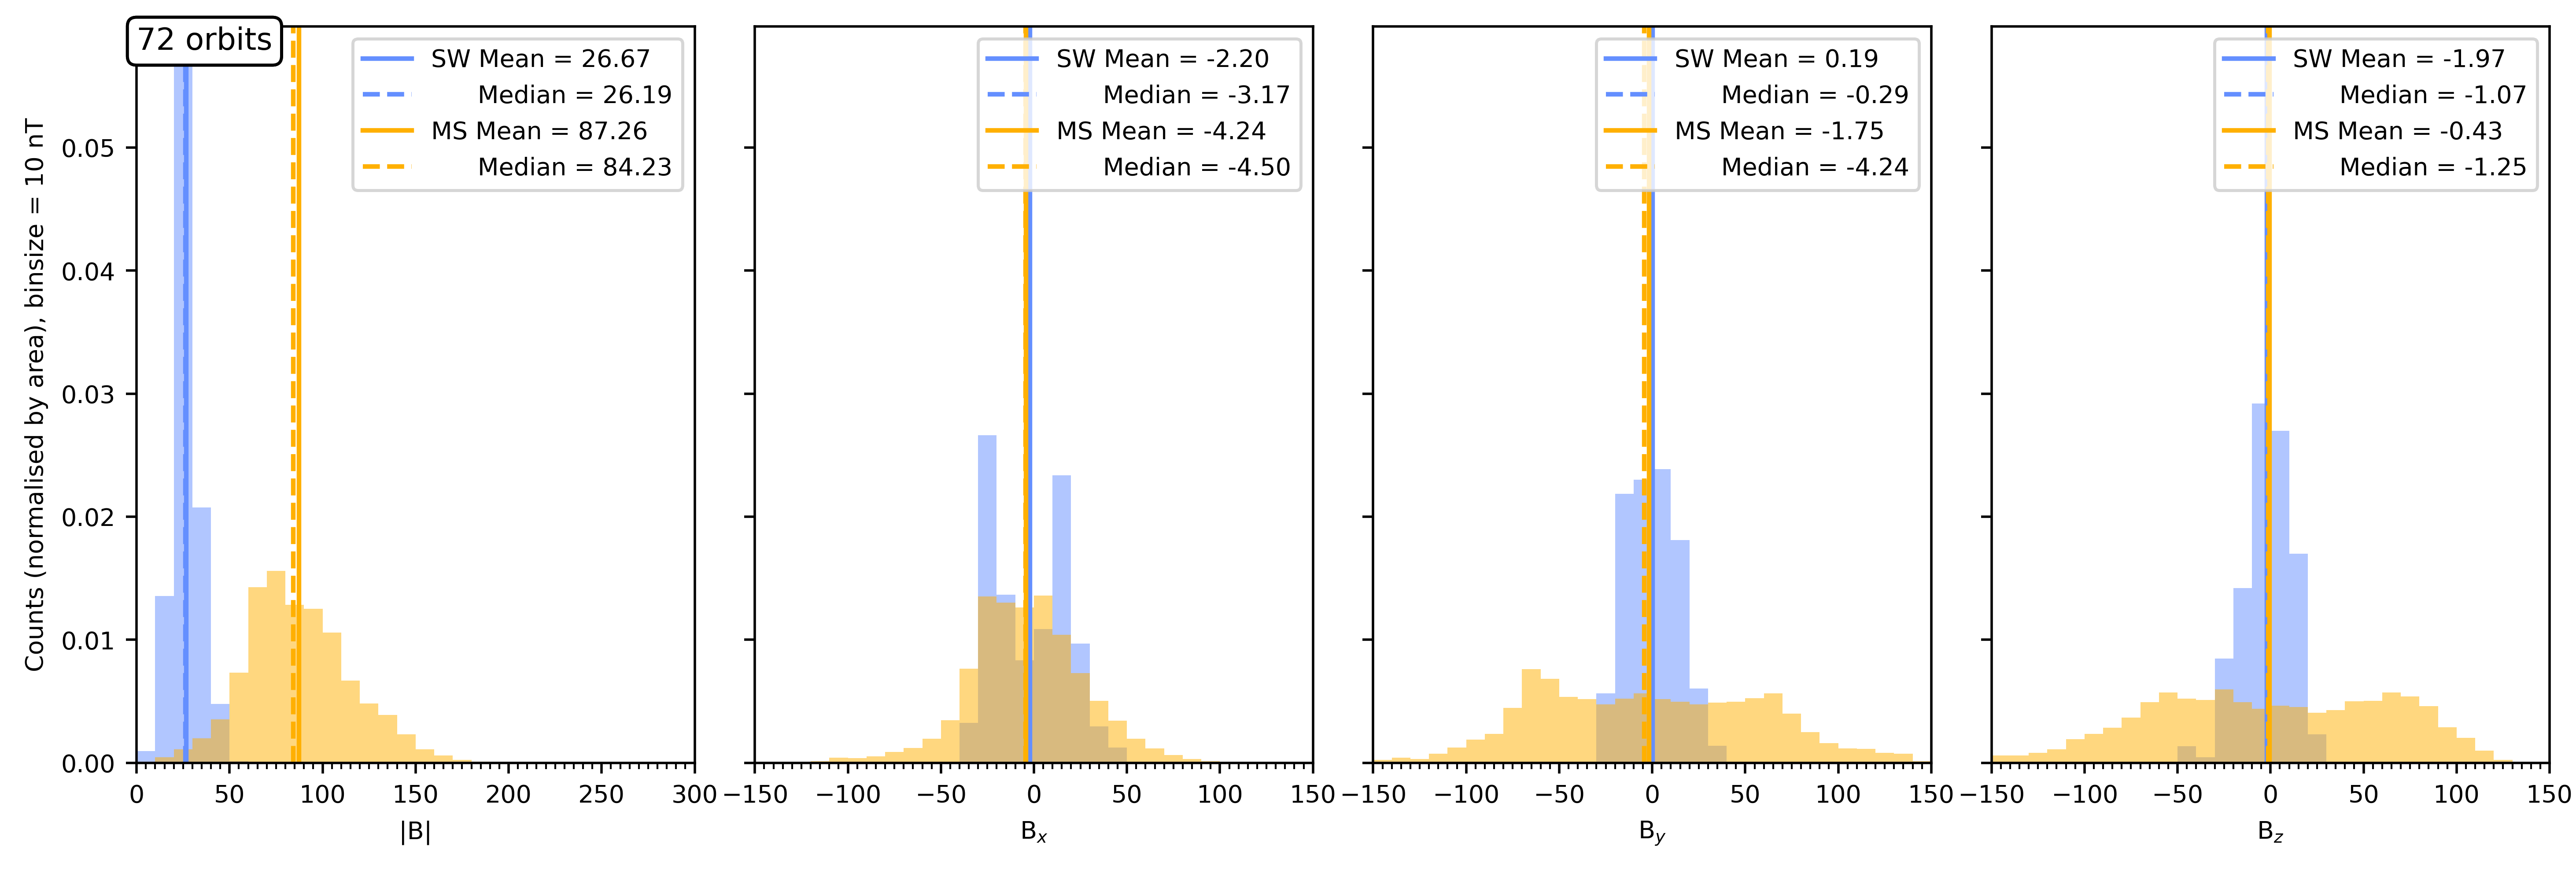 72 orbits
Counts (normalised by area), binsize = 10 nT
0.05
0.04
0.03
0.02
0.01
0.00
SW Mean = 26.67
Median = 26.19
MS Mean = 87.26
Median = 84.23
0 50 100 150 200 250 300
|B|
SW Mean = -2.20
Median = -3.17
MS Mean = -4.24
Median = -4.50
−150 −100 −50 0 50 100 150
Bx
SW Mean = 0.19
Median = -0.29
MS Mean = -1.75
Median = -4.24
−150 −100 −50 0 50 100 150
By
SW Mean = -1.97
Median = -1.07
MS Mean = -0.43
Median = -1.25
−150 −100 −50 0 50 100 150
Bz